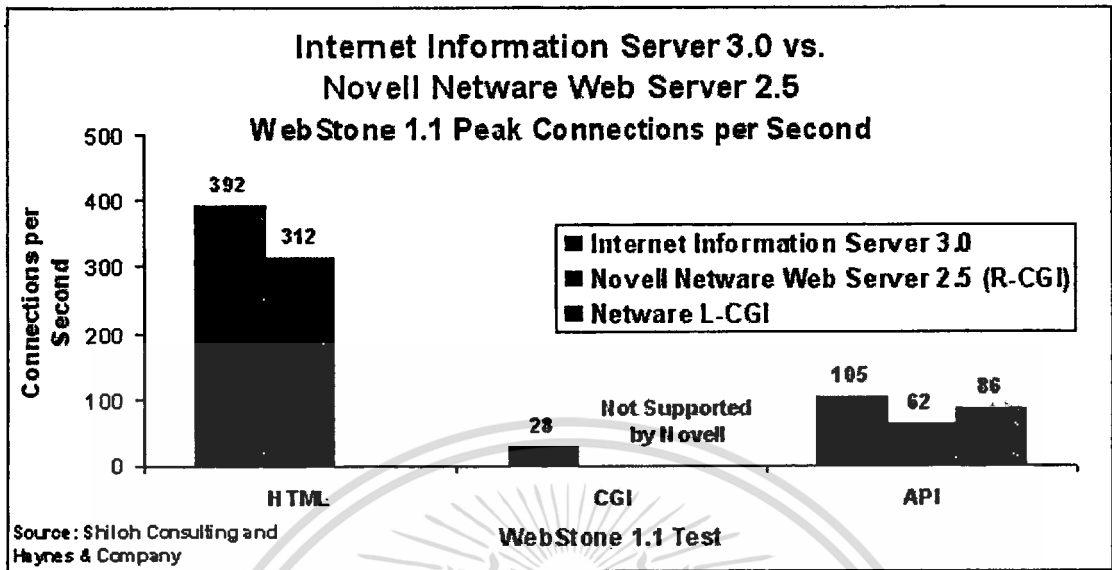 Internet Information Server 3.0 vs.
Novell Netware Web Server 2.5
WebStone 1.1 Peak Connections per Second
Connections per
Second
500
400
300
200
100
0
392
312
28
Not Supported
by Novell
105
62
86
Internet Information Server 3.0
Novell Netware Web Server 2.5 (R-CGI)
Netware L-CGI
HTML
CGI
API
WebStone 1.1 Test
Source: Shiloh Consulting and
Haynes & Company